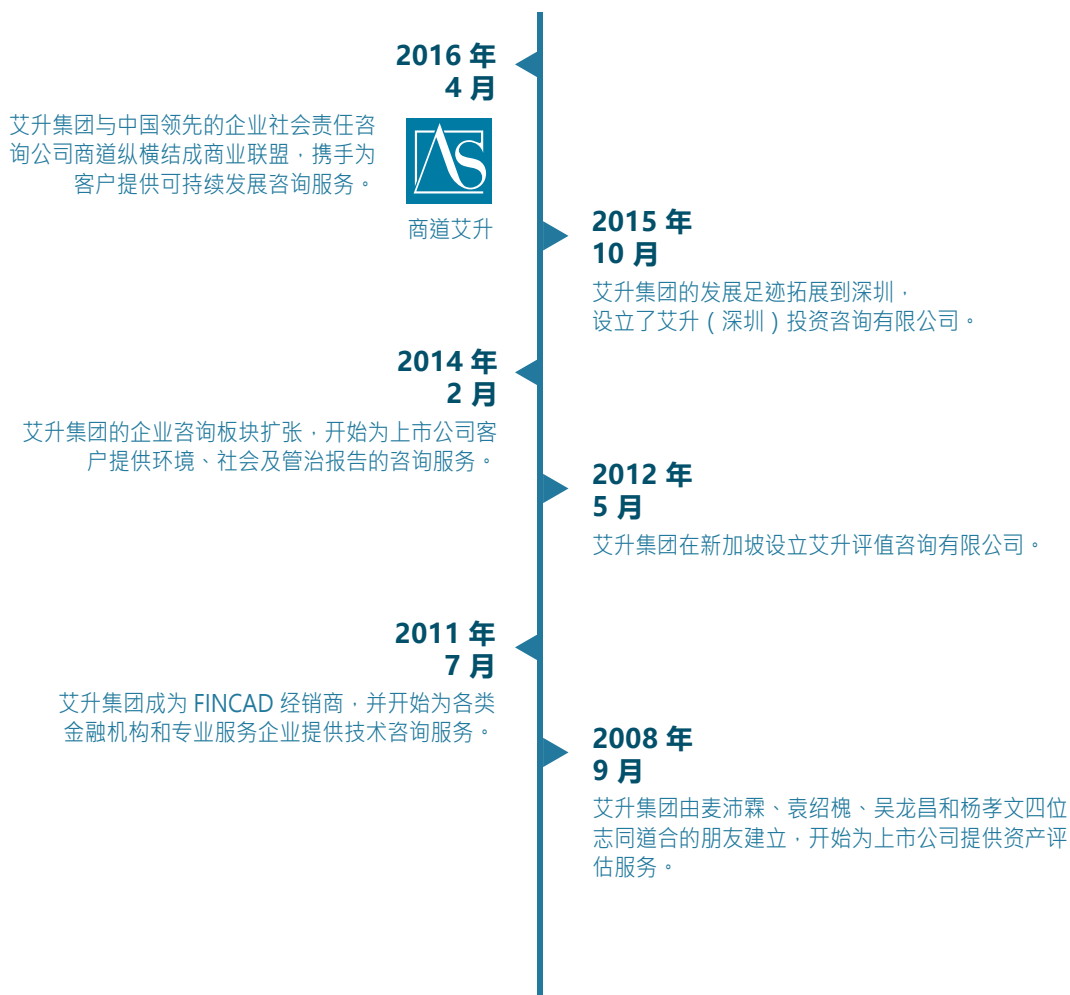 2016 年
4 月
艾升集团与中国领先的企业社会责任咨
询公司商道纵横结成商业联盟，携手为
客户提供可持续发展咨询服务。
AS
商道艾升
2015 年
10 月
艾升集团的发展足迹拓展到深圳，
设立了艾升（深圳）投资咨询有限公司。
2014 年
2 月
艾升集团的企业咨询板块扩张，开始为上市公司客
户提供环境、社会及管治报告的咨询服务。
2012 年
5 月
艾升集团在新加坡设立艾升评值咨询有限公司。
2011 年
7 月
艾升集团成为 FINCAD 经销商，并开始为各类
金融机构和专业服务企业提供技术咨询服务。
2008 年
9 月
艾升集团由麦沛霖、袁绍槐、吴龙昌和杨孝文四位
志同道合的朋友建立，开始为上市公司提供资产评
估服务。